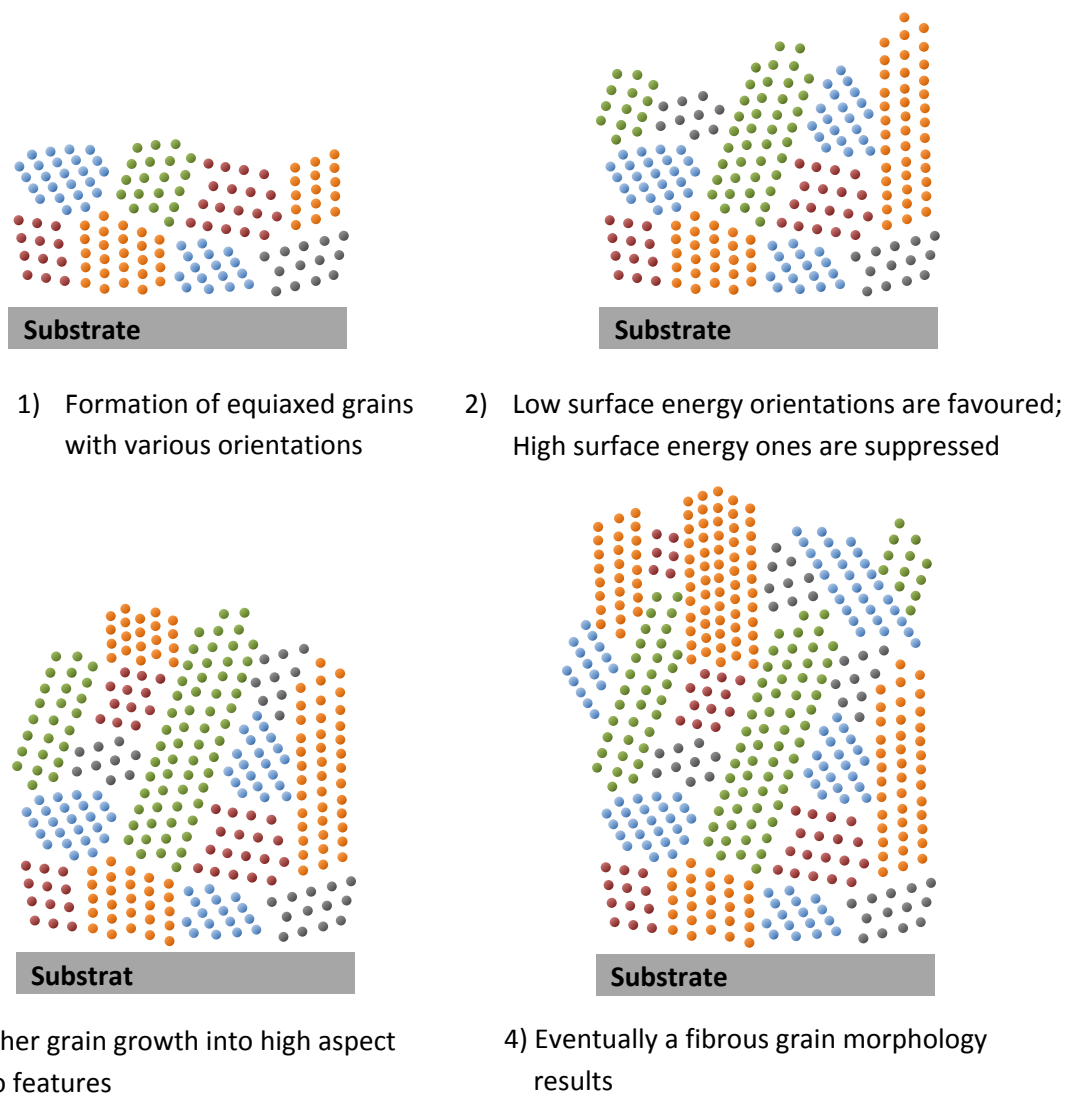 Substrate
Substrate
1) Formation of equiaxed grains
with various orientations
2) Low surface energy orientations are favoured;
High surface energy ones are suppressed
Substrat
Substrate
grain growth into high aspect
features
4) Eventually a fibrous grain morphology
results